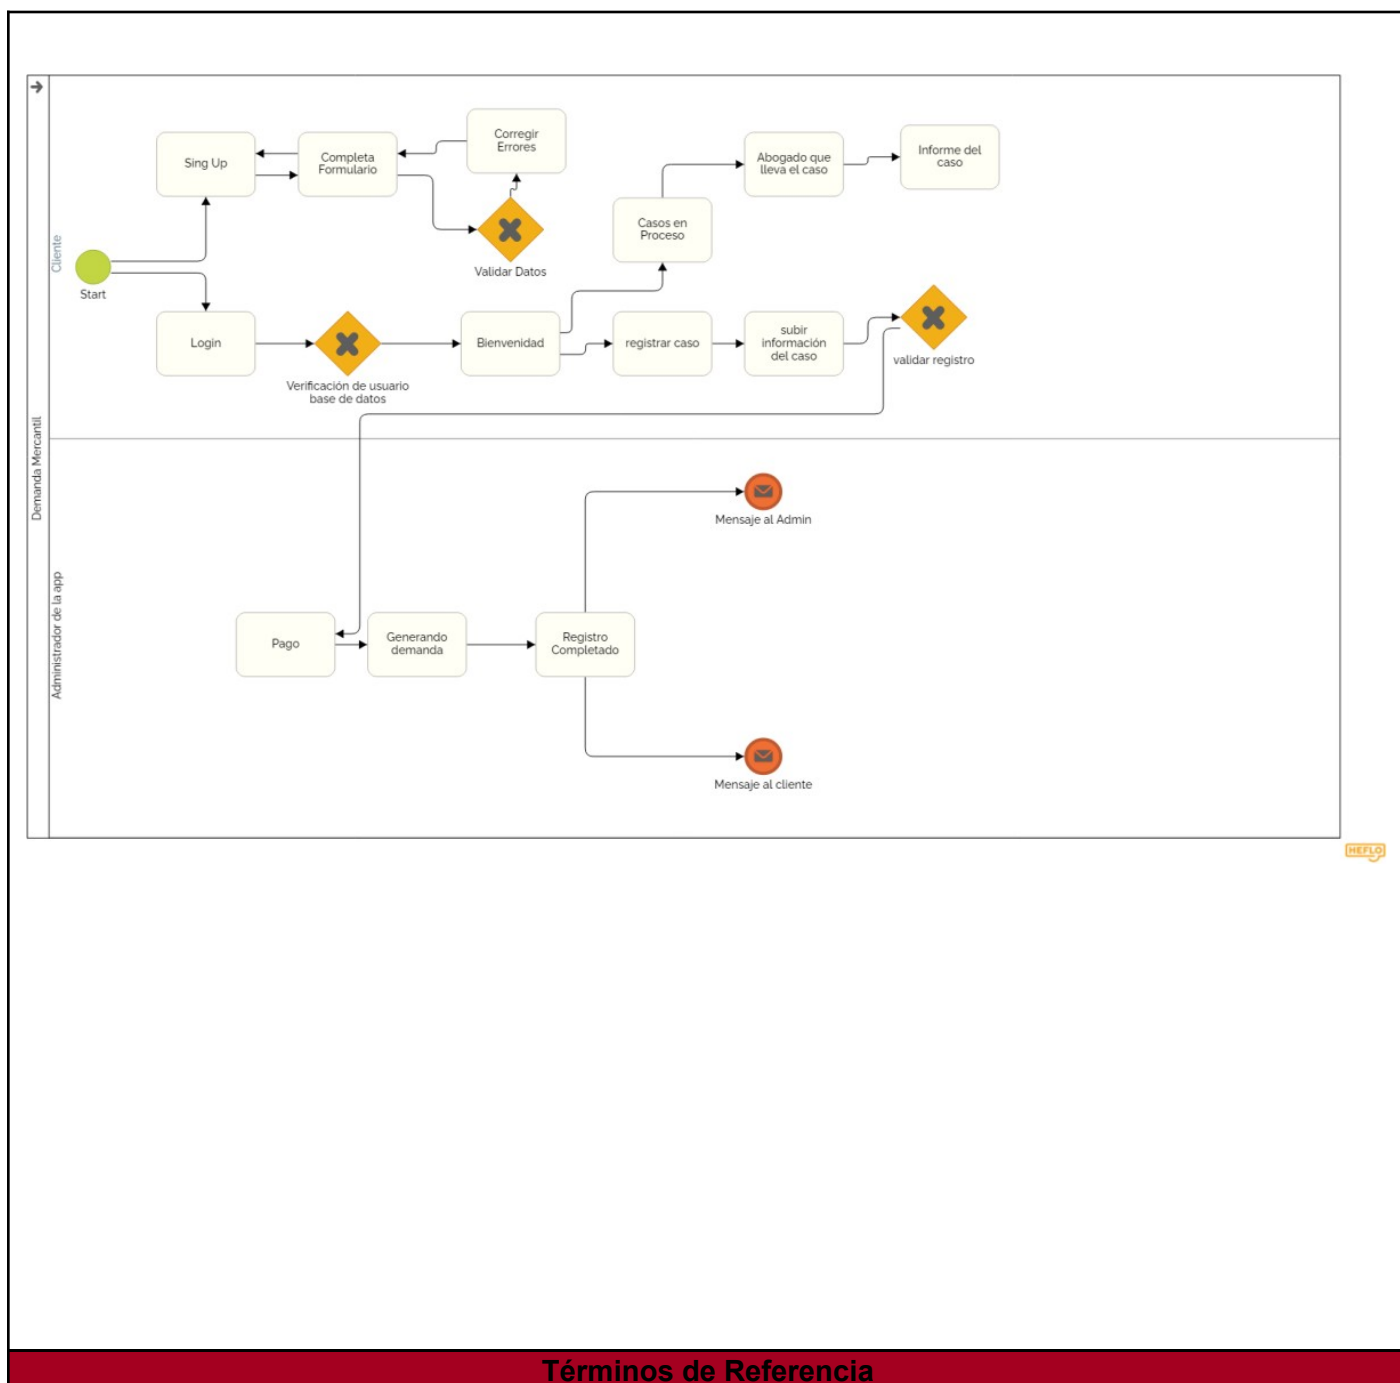 Demanda Mercantil
Cliente
Start
Sing Up
Completa
Formulario
Corregir
Errores
Validar Datos
Login
Verificación de usuario
base de datos
Bienvenidad
Casos en
Proceso
Abogado que
lleva el caso
Informe del
caso
registrar caso
subir
información
del caso
validar registro
Administrador de la app
Pago
Generando
demanda
Registro
Completado
Mensaje al Admin
Mensaje al cliente
HEFLO
Términos de Referencia